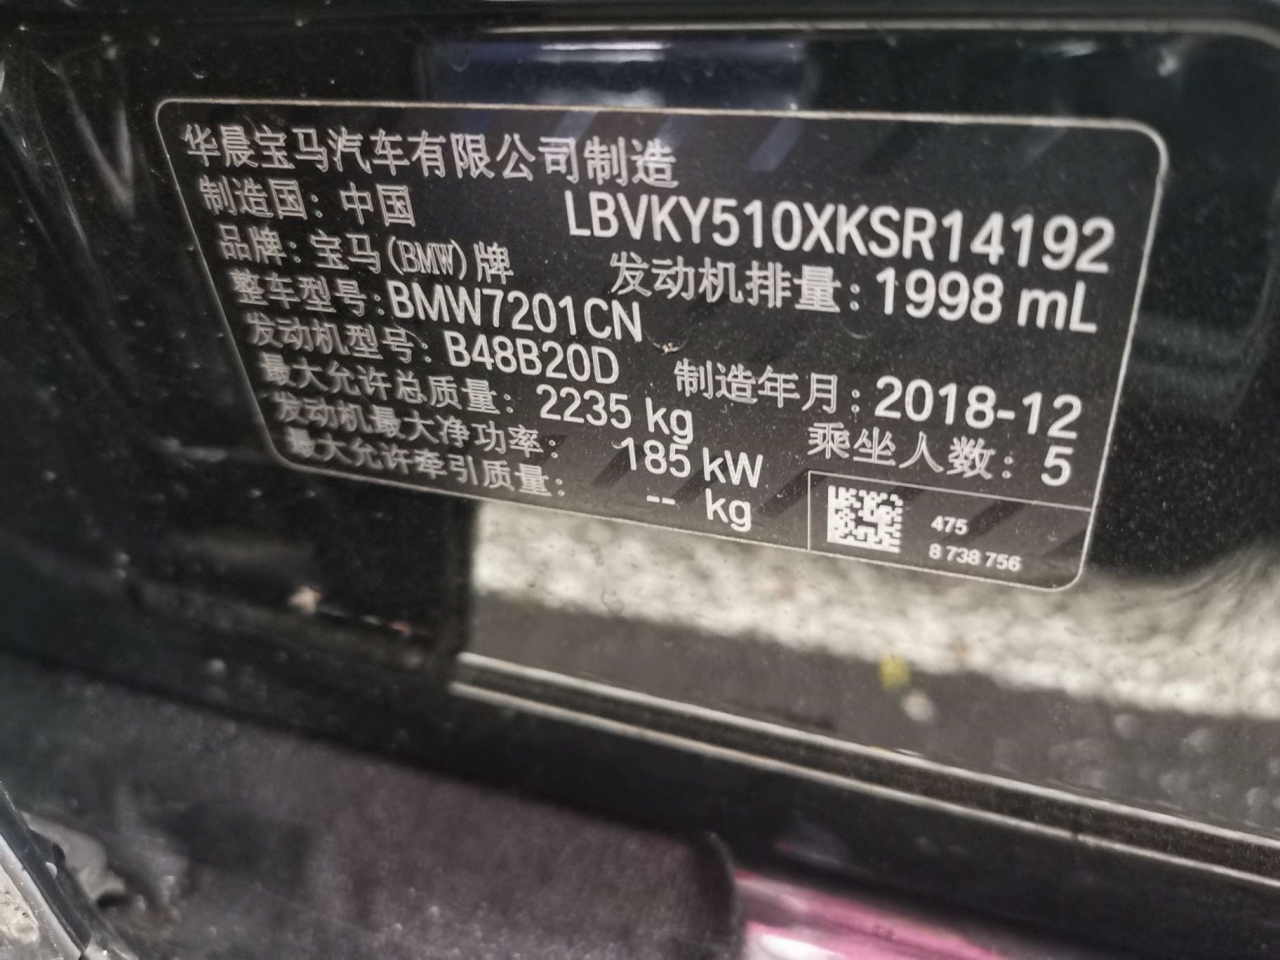 华晨宝马汽车有限公司制造
制造国：中国 LBVKY510XKSR14192
品牌：宝马(BMW)牌 发动机排量：1998 mL
整车型号：BMW7201CN
发动机型号：B48B20D 制造年月：2018-12
最大允许总质量：2235 kg 乘坐人数：5
发动机最大净功率：185 kW
最大允许牵引质量：-- kg
475
8 738 756